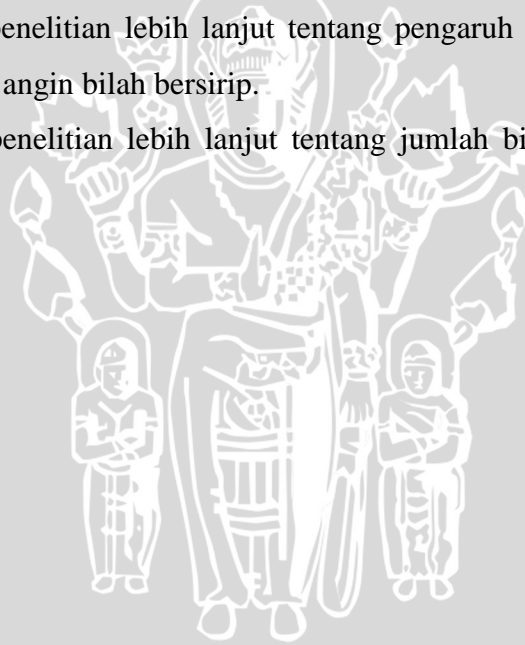 penelitian lebih lanjut tentang pengaruh
angin bilah bersirip.
penelitian lebih lanjut tentang jumlah bi